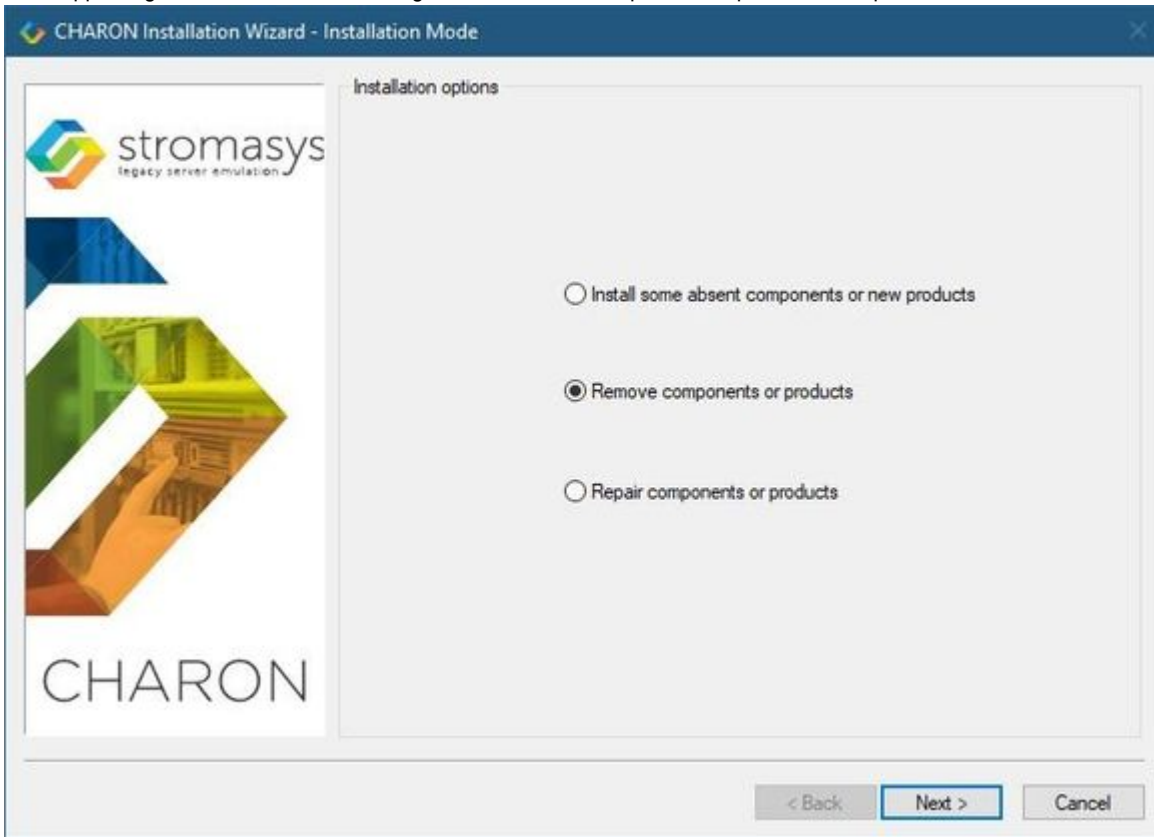 CHARON Installation Wizard - Installation Mode
Installation options
stromasys
legacy server emulation
Install some absent components or new products
Remove components or products
Repair components or products
CHARON
< Back
Next >
Cancel